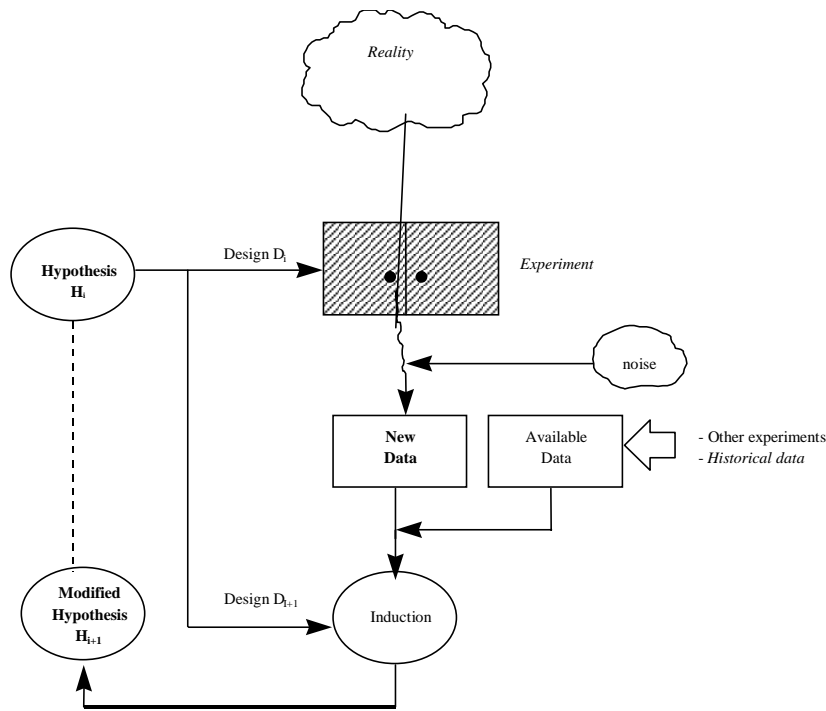 Reality
Design Di
Hypothesis
Hi
Experiment
noise
New
Data
Available
Data
- Other experiments
- Historical data
Modified
Hypothesis
Hi+1
Design DI+1
Induction